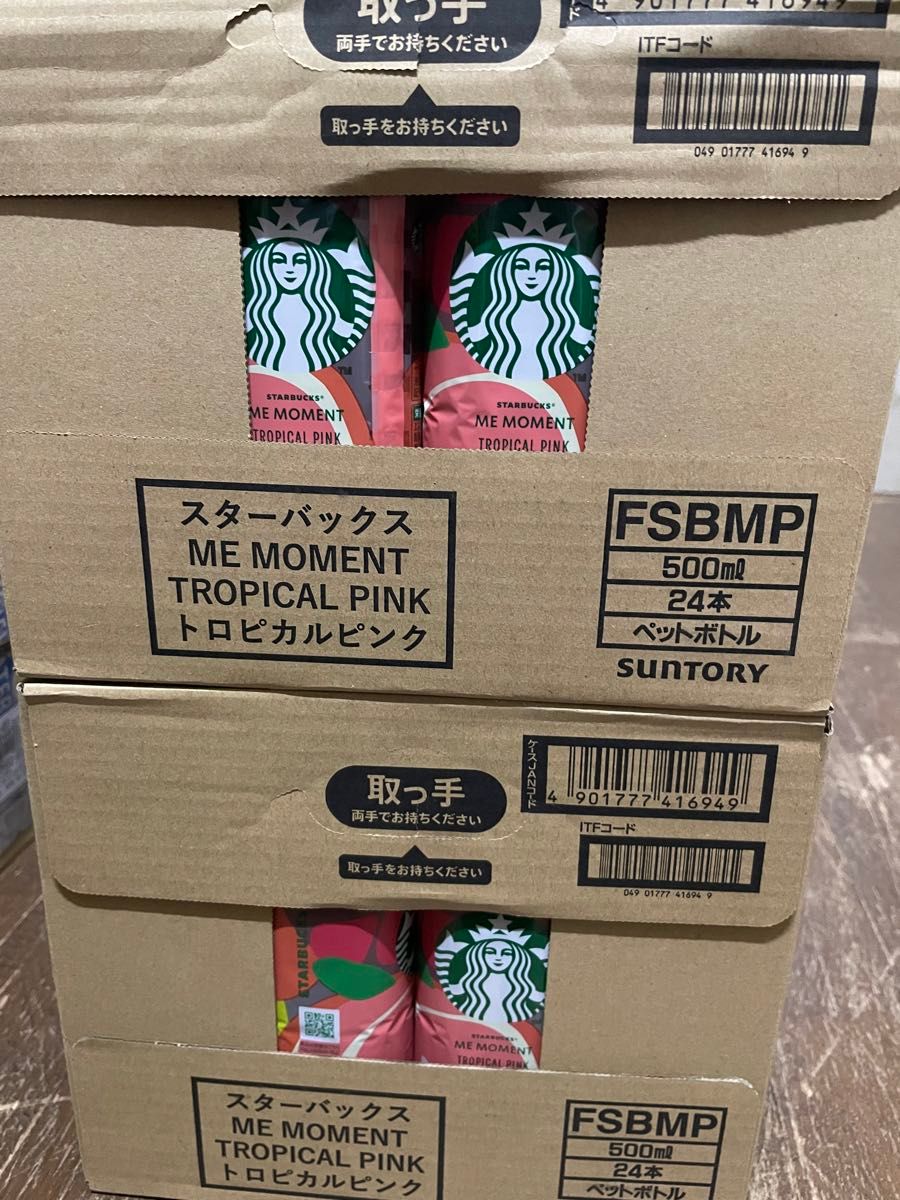 取っ手
両手でお持ちください
取っ手をお持ちください
4 901777 416949
ITFコード
049 01777 41694 9
STARBUCKS®
ME MOMENT
TROPICAL PINK
TM
STARBUCKS®
ME MOMENT
TROPICAL PINK
TM
スターバックス
ME MOMENT
TROPICAL PINK
トロピカルピンク
FSBMP
500ml
24本
ペットボトル
SUNTORY
取っ手
両手でお持ちください
取っ手をお持ちください
ケースJANコード
4 901777 416949
ITFコード
049 01777 41694 9
STARBUCKS
STARBUCKS®
ME MOMENT
TROPICAL PINK
スターバックス
ME MOMENT
TROPICAL PINK
トロピカルピンク
FSBMP
500ml
24本
ペットボトル